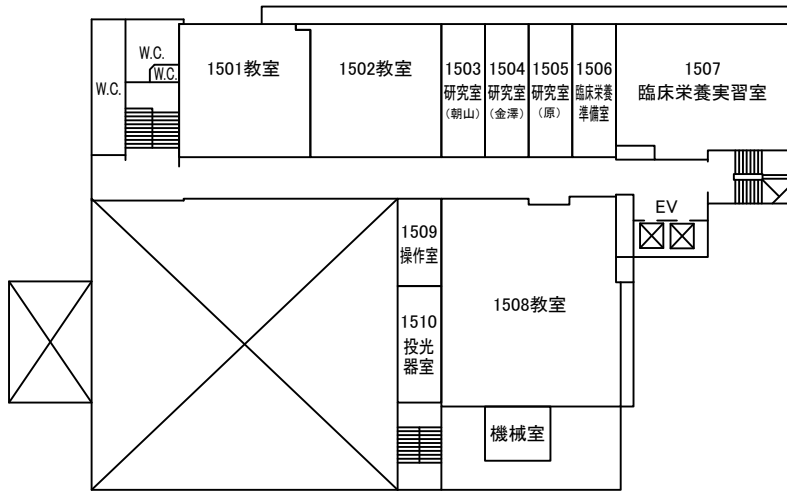 W.C.
W.C.
W.C.
1501教室
1502教室
1503
研究室
(朝山)
1504
研究室
(金澤)
1505
研究室
(原)
1506
臨床栄養
準備室
1507
臨床栄養実習室
EV
1509
操作室
1508教室
1510
投光
器室
機械室